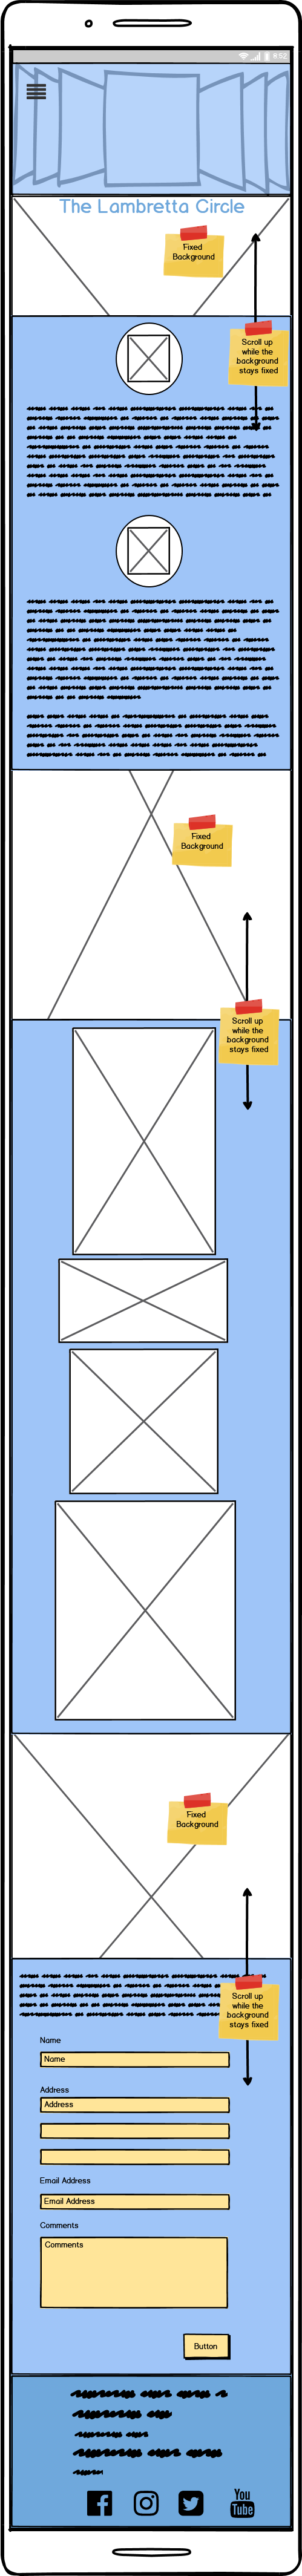 8:52
The Lambretta Circle
Fixed
Background
Scroll up
while the
background
stays fixed
Fixed
Background
Scroll up
while the
background
stays fixed
Fixed
Background
Scroll up
while the
background
stays fixed
Name
Name
Address
Address
Email Address
Email Address
Comments
Comments
Button
You
Tube